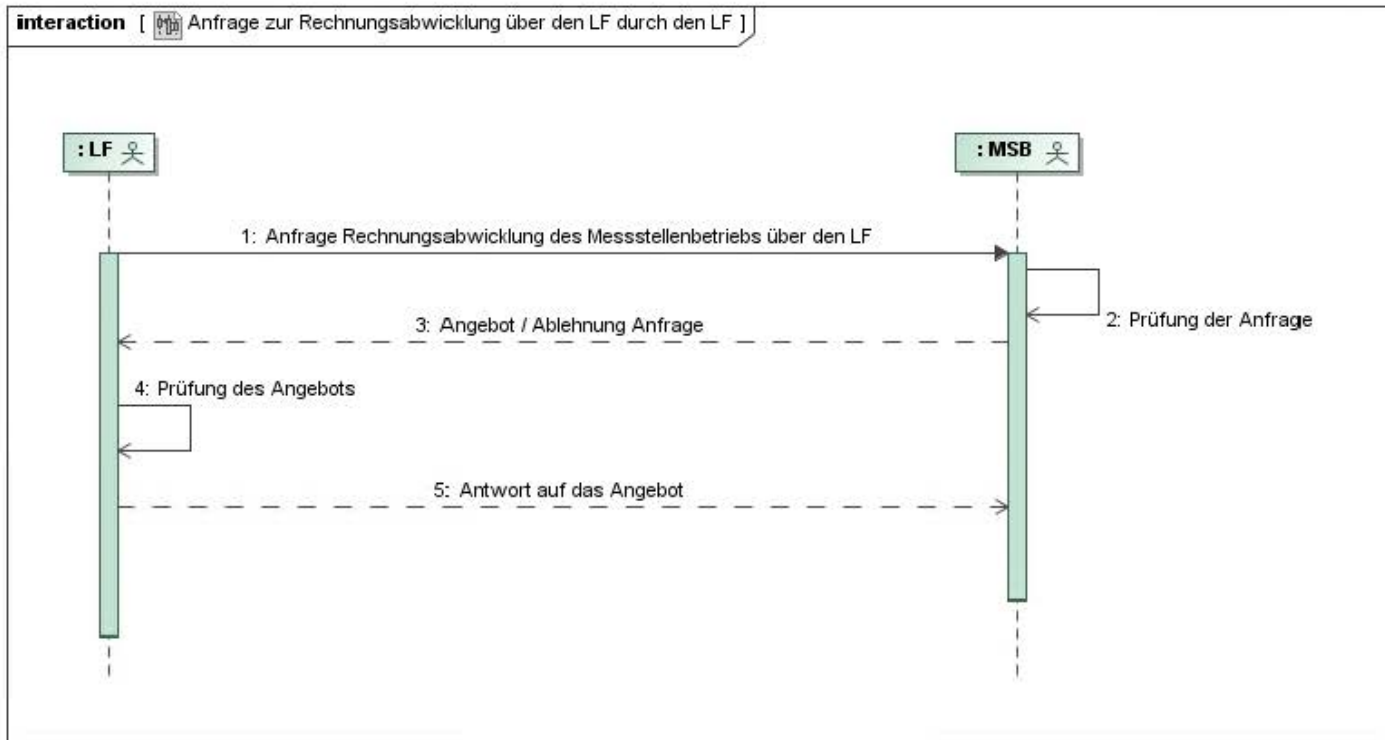 interaction [ Anfrage zur Rechnungsabwicklung über den LF durch den LF ]
: LF
: MSB
1: Anfrage Rechnungsabwicklung des Messstellenbetriebs über den LF
2: Prüfung der Anfrage
3: Angebot / Ablehnung Anfrage
4: Prüfung des Angebots
5: Antwort auf das Angebot